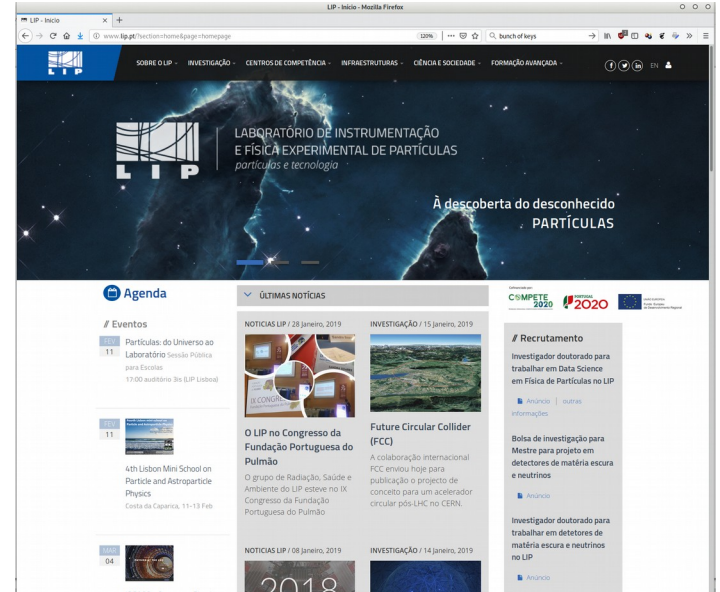 LIP - Início - Mozilla Firefox
LIP - Início
www.lip.pt/?section=home&page=homepage
120%
bunch of keys
LIP
SOBRE O LIP
INVESTIGAÇÃO
CENTROS DE COMPETÊNCIA
INFRAESTRUTURAS
CIÊNCIA E SOCIEDADE
FORMAÇÃO AVANÇADA
EN
LIP
LABORATÓRIO DE INSTRUMENTAÇÃO
E FÍSICA EXPERIMENTAL DE PARTÍCULAS
partículas e tecnologia
À descoberta do desconhecido
PARTÍCULAS
Agenda
// Eventos
FEV
11
Partículas: do Universo ao
Laboratório Sessão Pública
para Escolas
17:00 auditório 3is (LIP Lisboa)
FEV
11
4th Lisbon Mini School on
Particle and Astroparticle
Physics
Costa da Caparica, 11-13 Feb
MAR
04
ÚLTIMAS NOTÍCIAS
NOTICIAS LIP / 28 Janeiro, 2019
IX CONGRE
O LIP no Congresso da
Fundação Portuguesa do
Pulmão
O grupo de Radiação, Saúde e
Ambiente do LIP esteve no IX
Congresso da Fundação
Portuguesa do Pulmão
INVESTIGAÇÃO / 15 Janeiro, 2019
Future Circular Collider
(FCC)
A colaboração internacional
FCC enviou hoje para
publicação o projecto de
conceito para um acelerador
circular pós-LHC no CERN.
NOTICIAS LIP / 08 Janeiro, 2019
2018
INVESTIGAÇÃO / 14 Janeiro, 2019
COMPETE
2020
PORTUGAL
2020
// Recrutamento
Investigador doutorado para
trabalhar em Data Science
em Física de Partículas no LIP
Anúncio | outras
informações
Bolsa de investigação para
Mestre para projeto em
detectores de matéria escura
e neutrinos
Anúncio
Investigador doutorado para
trabalhar em detetores de
matéria escura e neutrinos
no LIP
Anúncio